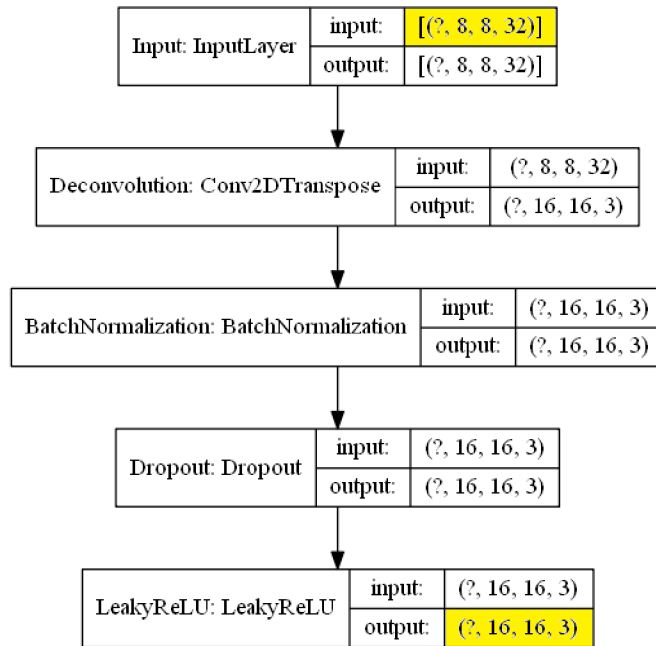 Input: InputLayer
input: [(?, 8, 8, 32)]
output: [(?, 8, 8, 32)]
Deconvolution: Conv2DTranspose
input: (?, 8, 8, 32)
output: (?, 16, 16, 3)
BatchNormalization: BatchNormalization
input: (?, 16, 16, 3)
output: (?, 16, 16, 3)
Dropout: Dropout
input: (?, 16, 16, 3)
output: (?, 16, 16, 3)
LeakyReLU: LeakyReLU
input: (?, 16, 16, 3)
output: (?, 16, 16, 3)